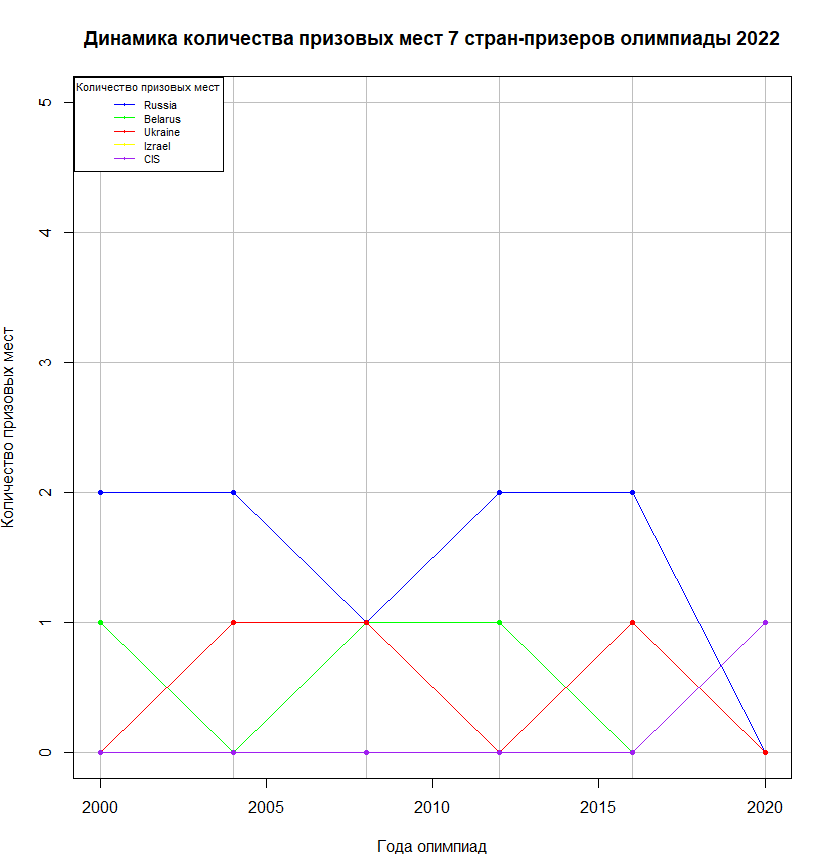 Динамика количества призовых мест 7 стран-призеров олимпиады 2022
Количество призовых мест
Russia
Belarus
Ukraine
Izrael
CIS
Количество призовых мест
5
4
3
2
1
0
2000
2005
2010
2015
2020
Года олимпиад